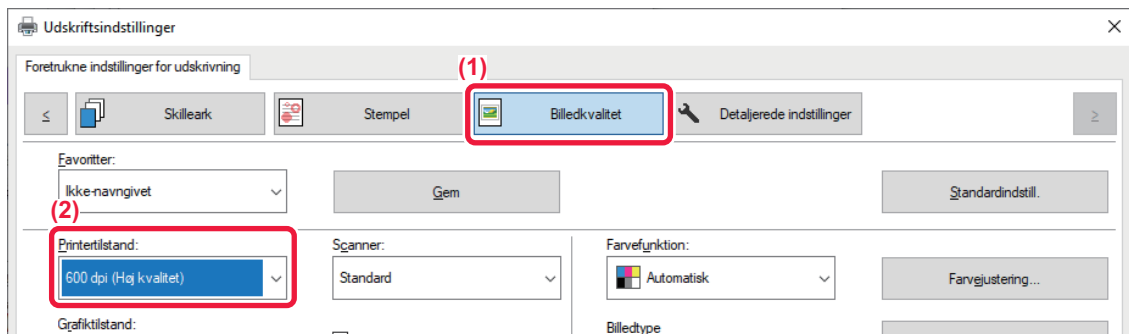 Udskriftsindstillinger
Foretrukne indstillinger for udskrivning
(1)
< Skilleark Stempel Billedkvalitet Detaljerede indstillinger >
Favoritter:
Ikke-navngivet Gem Standardindstill.
(2)
Printertilstand: Scanner: Farvefunktion:
600 dpi (Høj kvalitet) Standard Automatisk Farvejustering...
Grafiktilstand: Billedtype